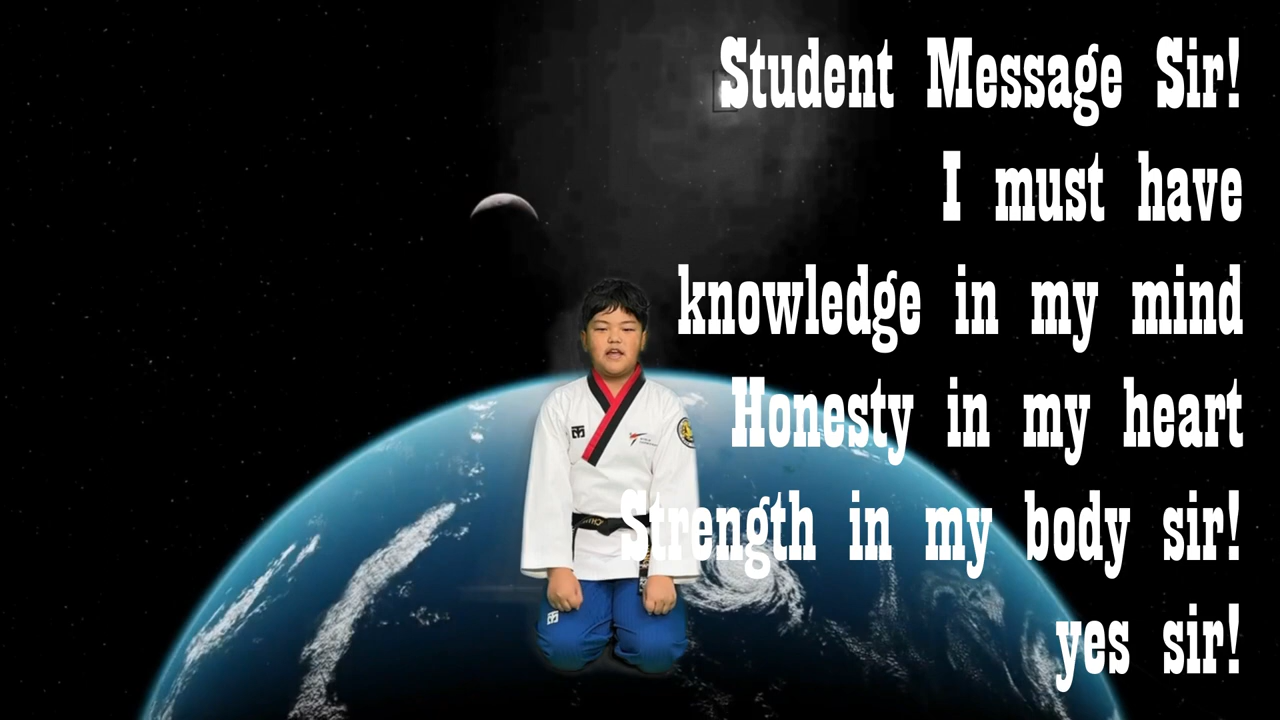 Student Message Sir!
I must have
knowledge in my mind
Honesty in my heart
Strength in my body sir!
yes sir!